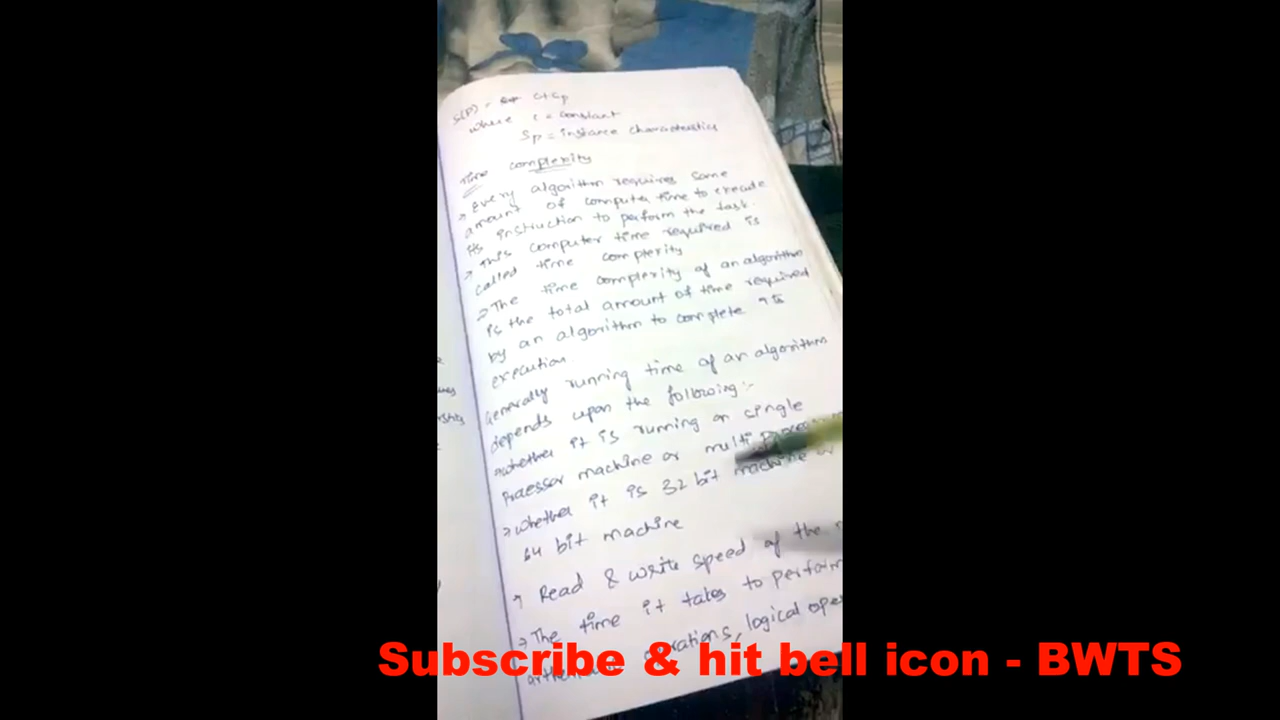 S(P) = C+Sp
where C = constant
Sp = instance characteristics
Time complexity
→ Every algorithm requires some
amount of computer time to execute
its instruction to perform the task.
→ This computer time required is
called time complexity
→ The time complexity of an algorithm
is the total amount of time required
by an algorithm to complete its
execution.
Generally running time of an algorithm
depends upon the following:-
→ whether it is running on single
Processor machine or multi
→ whether it is 32 bit machine or
64 bit machine
→ Read & write speed of the
→ The time it takes to perform
logical
Subscribe & hit bell icon - BWTS